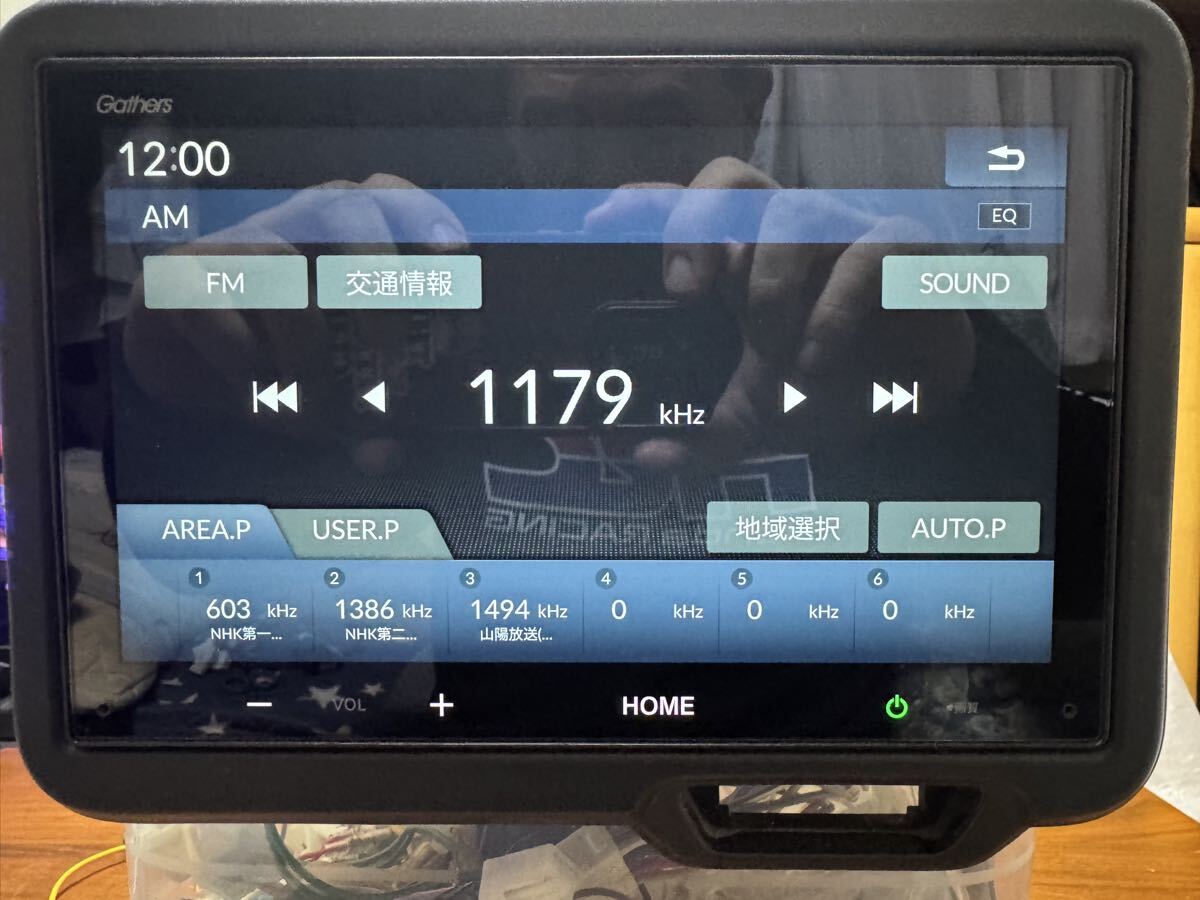 Gathers
12:00
AM EQ
FM 交通情報 SOUND
1179 kHz
AREA.P USER.P 地域選択 AUTO.P
1 2 3 4 5 6
603 kHz 1386 kHz 1494 kHz 0 kHz 0 kHz 0 kHz
NHK第一... NHK第二... 山陽放送(...
VOL HOME
RACING